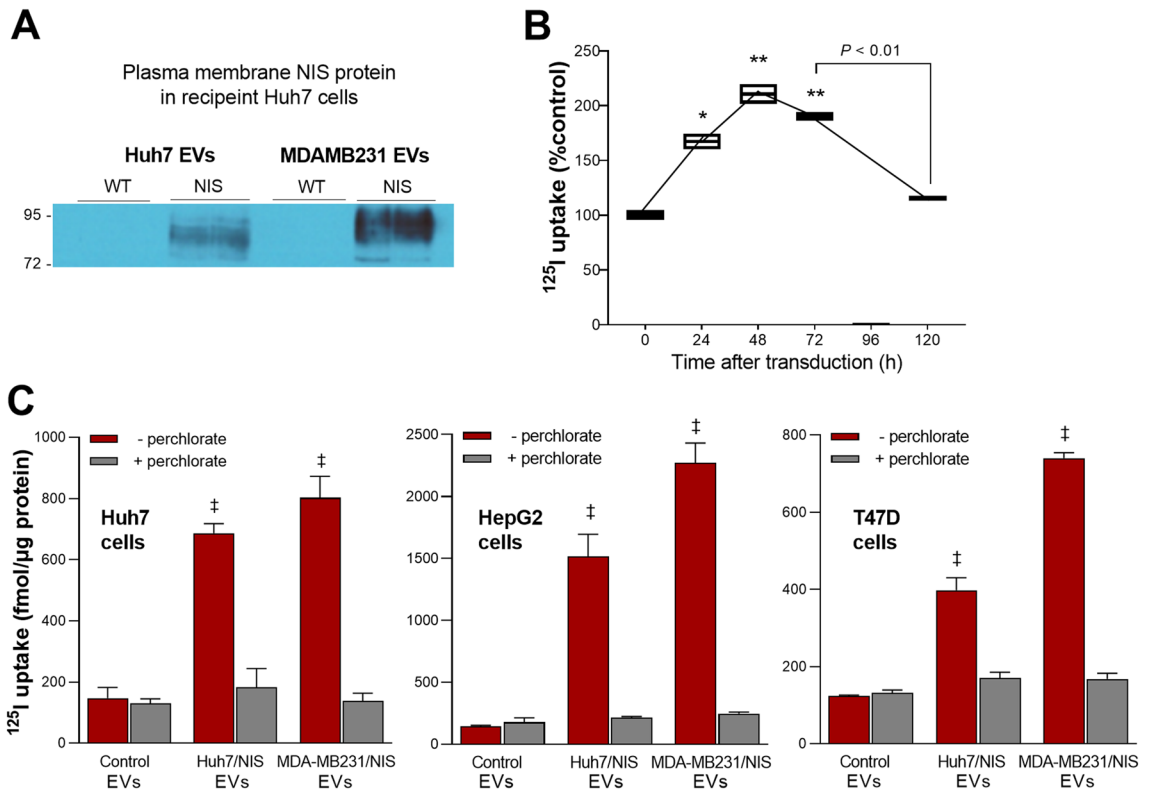 A
Plasma membrane NIS protein
in recipeint Huh7 cells
Huh7 EVs MDAMB231 EVs
WT NIS WT NIS
95 -
72 -
B
¹²⁵I uptake (%control)
250
200
150
100
50
0
* ** ** P < 0.01
0 24 48 72 96 120
Time after transduction (h)
C
¹²⁵I uptake (fmol/µg protein)
1000
800
600
400
200
0
- perchlorate
+ perchlorate
Huh7
cells
‡ ‡
Control Huh7/NIS MDA-MB231/NIS
EVs EVs EVs
2500
2000
1500
1000
500
0
- perchlorate
+ perchlorate
HepG2
cells
‡ ‡
Control Huh7/NIS MDA-MB231/NIS
EVs EVs EVs
800
600
400
200
0
- perchlorate
+ perchlorate
T47D
cells
‡ ‡
Control Huh7/NIS MDA-MB231/NIS
EVs EVs EVs